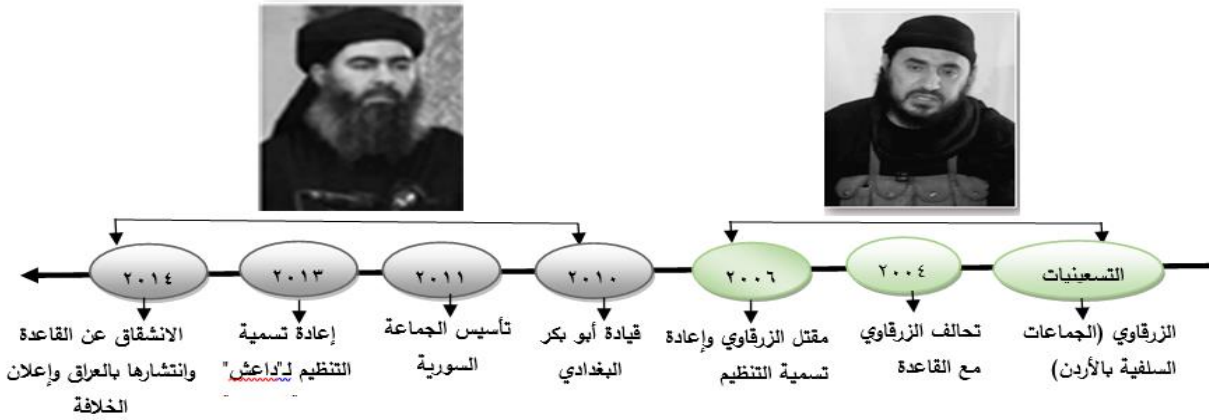 التسعينيات
٢٠٠٤
٢٠٠٦
٢٠١٠
٢٠١١
٢٠١٣
٢٠١٤
الزرقاوي (الجماعات
السلفية بالأردن)
تحالف الزرقاوي
مع القاعدة
مقتل الزرقاوي وإعادة
تسمية التنظيم
قيادة أبو بكر
البغدادي
تأسيس الجماعة
السورية
إعادة تسمية
التنظيم لـ"داعش"
الانشقاق عن القاعدة
وانتشارها بالعراق وإعلان
الخلافة